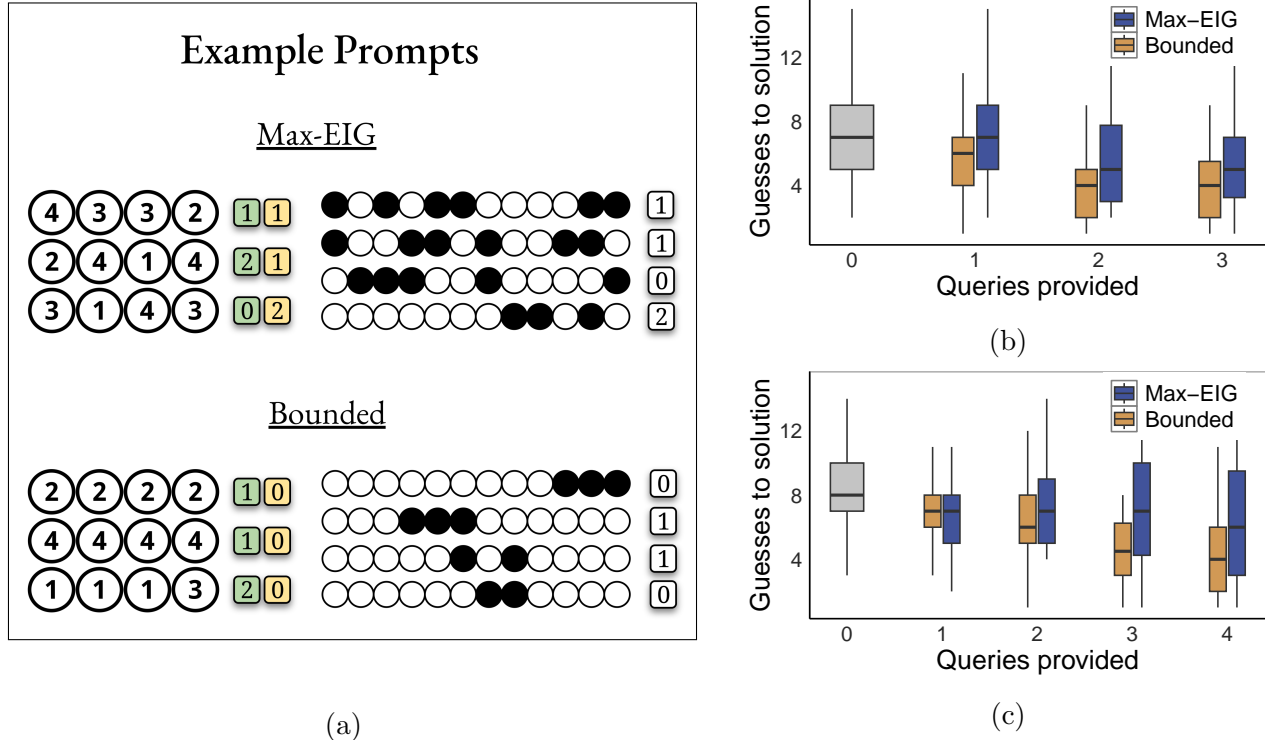 Example Prompts
Max-EIG
4 3 3 2 1 1 1
2 4 1 4 2 1 1
3 1 4 3 0 2 0
2
Bounded
2 2 2 2 1 0 0
4 4 4 4 1 0 1
1 1 1 3 2 0 1
0
(a)
Guesses to solution
12
8
4
Max−EIG
Bounded
0 1 2 3
Queries provided
(b)
Guesses to solution
12
8
4
Max−EIG
Bounded
0 1 2 3 4
Queries provided
(c)